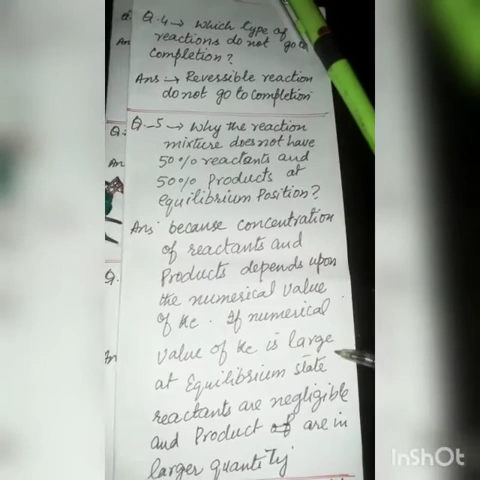 Q.4 → Which type of
reactions do not go to
completion?
Ans :→ Reversible reaction
do not go to completion
Q.5 → Why the reaction
mixture does not have
50% reactants and
50% Products at
equilibrium Position?
Ans: because concentration
of reactants and
Products depends upon
the numerical value
of Kc. If numerical
value of Kc is large
at Equilibrium state
reactants are negligible
and Product are in
larger quantity
InShOt